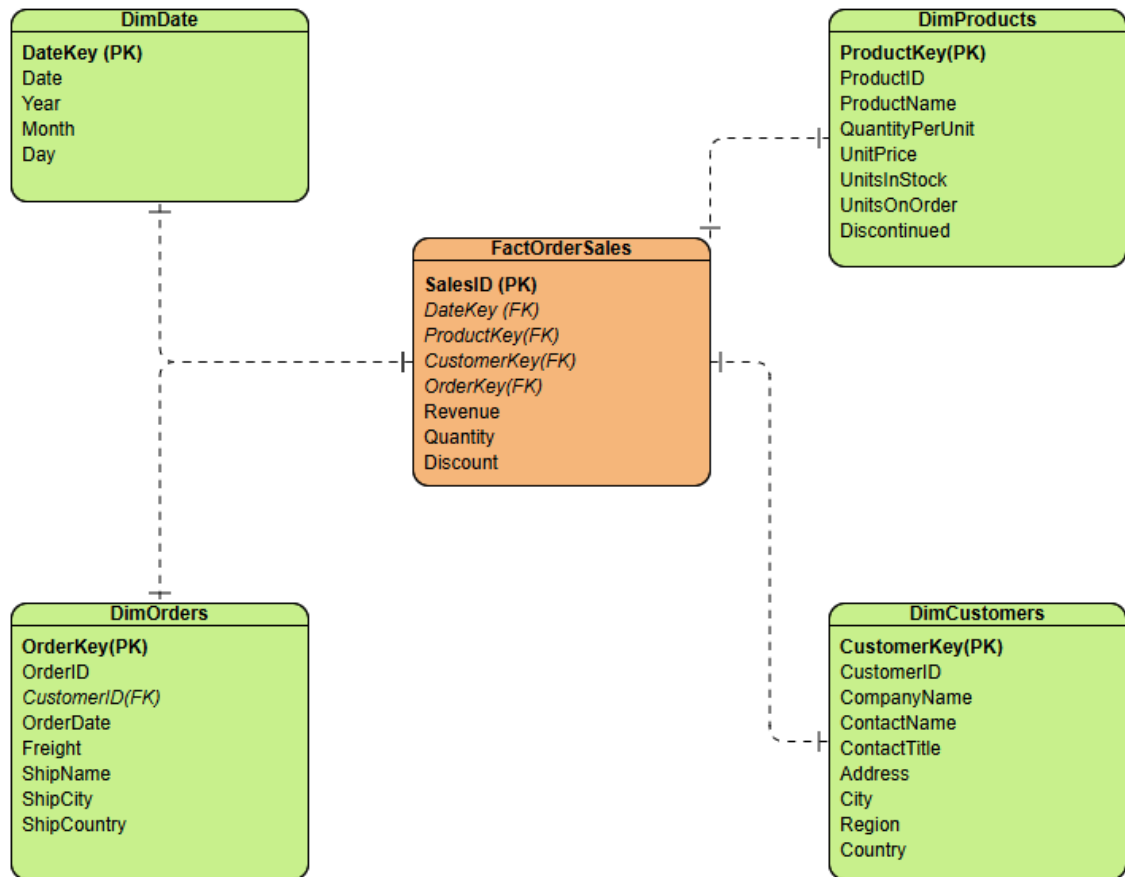 DimDate
DateKey (PK)
Date
Year
Month
Day
DimProducts
ProductKey(PK)
ProductID
ProductName
QuantityPerUnit
UnitPrice
UnitsInStock
UnitsOnOrder
Discontinued
FactOrderSales
SalesID (PK)
DateKey (FK)
ProductKey(FK)
CustomerKey(FK)
OrderKey(FK)
Revenue
Quantity
Discount
DimOrders
OrderKey(PK)
OrderID
CustomerID(FK)
OrderDate
Freight
ShipName
ShipCity
ShipCountry
DimCustomers
CustomerKey(PK)
CustomerID
CompanyName
ContactName
ContactTitle
Address
City
Region
Country